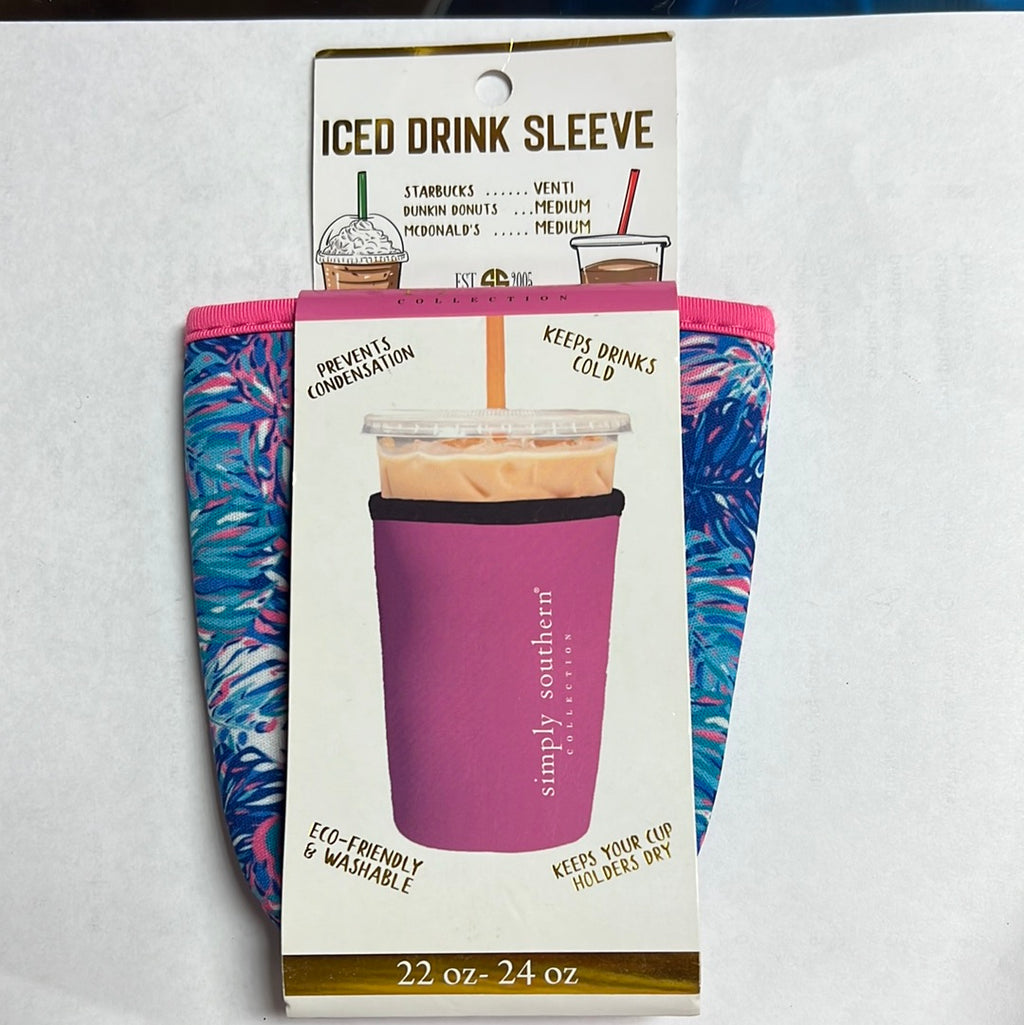 ICED DRINK SLEEVE
STARBUCKS ...... VENTI
DUNKIN DONUTS ...MEDIUM
MCDONALD'S ..... MEDIUM
EST SS 2005
COLLECTION
PREVENTS
CONDENSATION
KEEPS DRINKS
COLD
simply southern®
COLLECTION
ECO-FRIENDLY
& WASHABLE
KEEPS YOUR CUP
HOLDERS DRY
22 oz- 24 oz